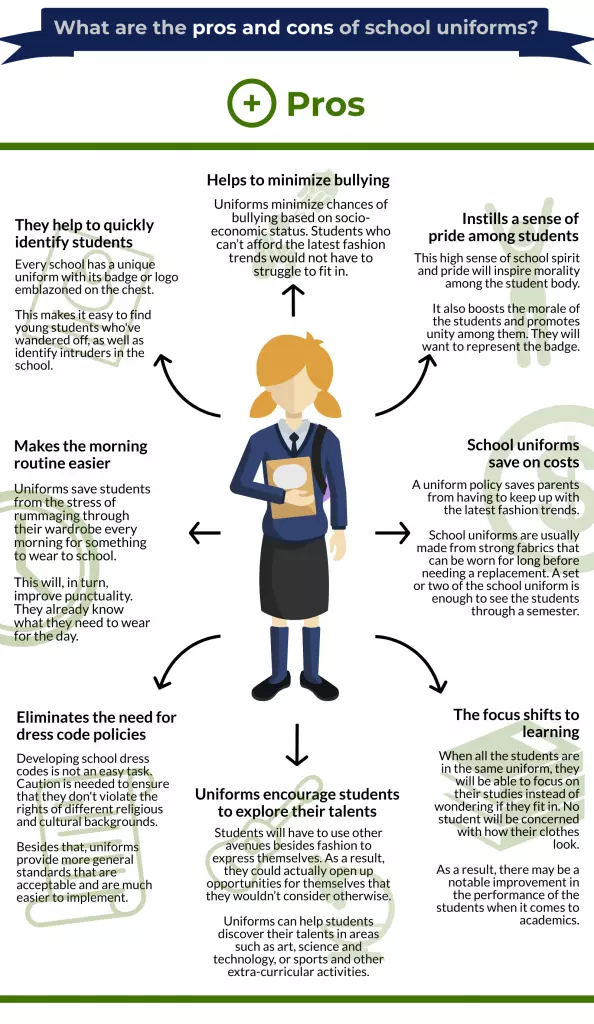 What are the pros and cons of school uniforms?
+ Pros
Helps to minimize bullying
Uniforms minimize chances of
bullying based on socio-
economic status. Students who
can't afford the latest fashion
trends would not have to
struggle to fit in.
They help to quickly
identify students
Every school has a unique
uniform with its badge or logo
emblazoned on the chest.
This makes it easy to find
young students who've
wandered off, as well as
identify intruders in the
school.
Instills a sense of
pride among students
This high sense of school spirit
and pride will inspire morality
among the student body.
It also boosts the morale of
the students and promotes
unity among them. They will
want to represent the badge.
Makes the morning
routine easier
Uniforms save students
from the stress of
rummaging through
their wardrobe every
morning for something
to wear to school.
This will, in turn,
improve punctuality.
They already know
what they need to wear
for the day.
School uniforms
save on costs
A uniform policy saves parents
from having to keep up with
the latest fashion trends.
School uniforms are usually
made from strong fabrics that
can be worn for long before
needing a replacement. A set
or two of the school uniform is
enough to see the students
through a semester.
Eliminates the need for
dress code policies
Developing school dress
codes is not an easy task.
Caution is needed to ensure
that they don't violate the
rights of different religious
and cultural backgrounds.
Besides that, uniforms
provide more general
standards that are
acceptable and are much
easier to implement.
Uniforms encourage students
to explore their talents
Students will have to use other
avenues besides fashion to
express themselves. As a result,
they could actually open up
opportunities for themselves that
they wouldn't consider otherwise.
Uniforms can help students
discover their talents in areas
such as art, science and
technology, or sports and other
extra-curricular activities.
The focus shifts to
learning
When all the students are
in the same uniform, they
will be able to focus on
their studies instead of
wondering if they fit in. No
student will be concerned
with how their clothes
look.
As a result, there may be a
notable improvement in
the performance of the
students when it comes to
academics.